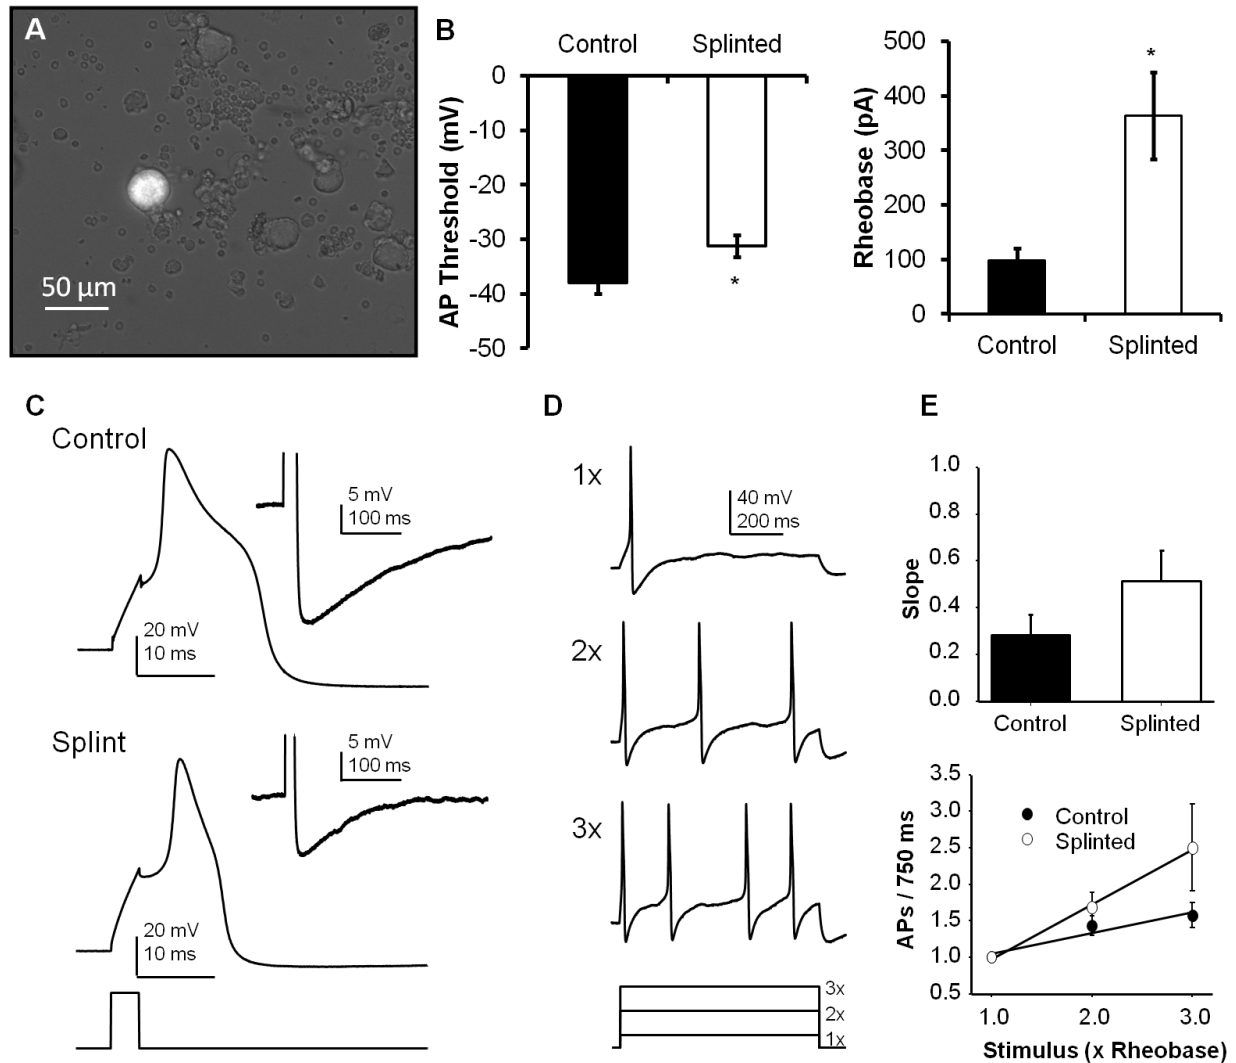 A
50 µm
B
Control Splinted
AP Threshold (mV)
0
-10
-20
-30
-40
-50
*
Rheobase (pA)
500
400
300
200
100
0
*
Control Splinted
C
Control
5 mV
100 ms
20 mV
10 ms
Splint
5 mV
100 ms
20 mV
10 ms
D
1x
40 mV
200 ms
2x
3x
3x
2x
1x
E
Slope
1.0
0.8
0.6
0.4
0.2
0.0
Control Splinted
APs / 750 ms
3.5
3.0
2.5
2.0
1.5
1.0
0.5
Control
Splinted
1.0 2.0 3.0
Stimulus (x Rheobase)